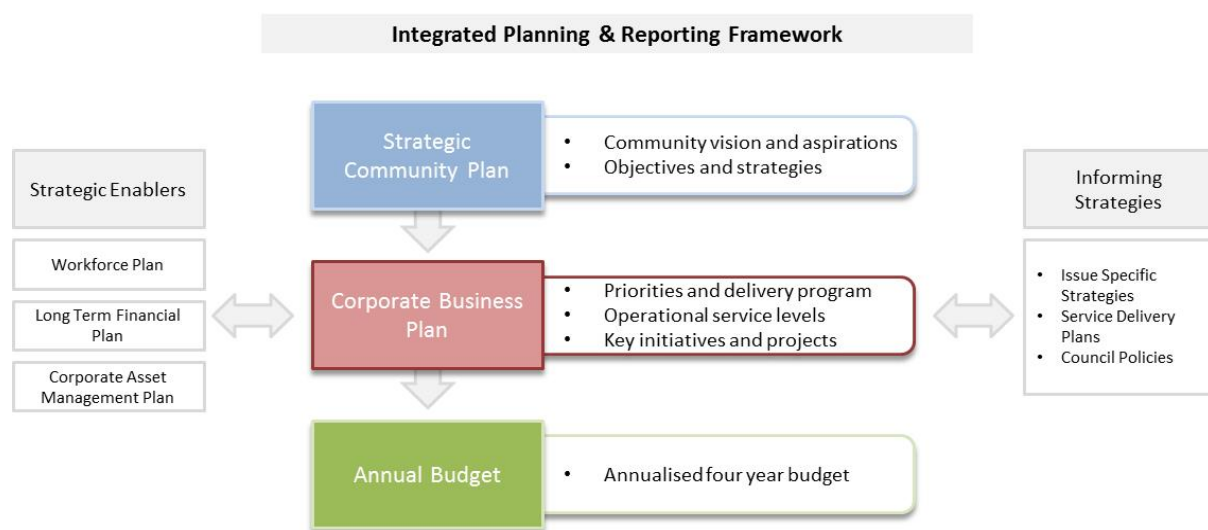 Integrated Planning & Reporting Framework
Strategic
Community Plan
• Community vision and aspirations
• Objectives and strategies
Strategic Enablers
Workforce Plan
Long Term Financial
Plan
Corporate Asset
Management Plan
Corporate Business
Plan
• Priorities and delivery program
• Operational service levels
• Key initiatives and projects
Informing
Strategies
• Issue Specific
Strategies
• Service Delivery
Plans
• Council Policies
Annual Budget
• Annualised four year budget